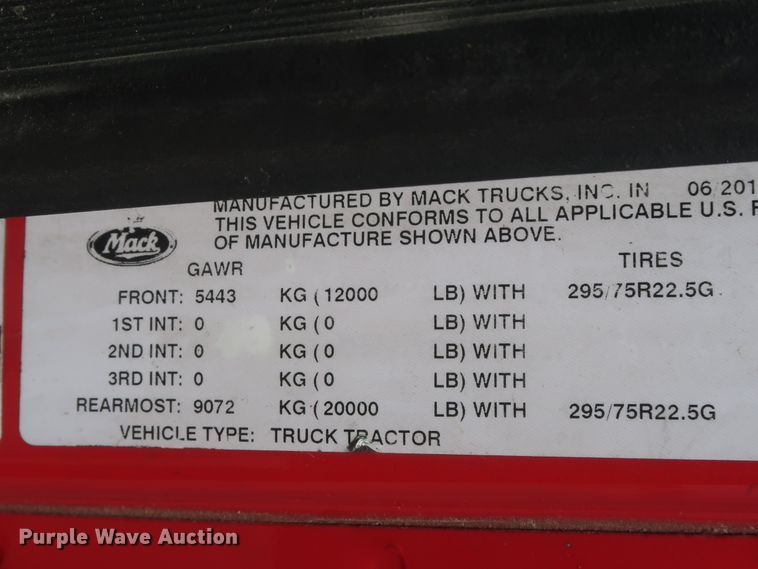 MANUFACTURED BY MACK TRUCKS, INC. IN 06/201
THIS VEHICLE CONFORMS TO ALL APPLICABLE U.S. F
OF MANUFACTURE SHOWN ABOVE.
Mack
GAWR TIRES
FRONT: 5443 KG (12000 LB) WITH 295/75R22.5G
1ST INT: 0 KG (0 LB) WITH
2ND INT: 0 KG (0 LB) WITH
3RD INT: 0 KG (0 LB) WITH
REARMOST: 9072 KG (20000 LB) WITH 295/75R22.5G
VEHICLE TYPE: TRUCK TRACTOR
Purple Wave Auction